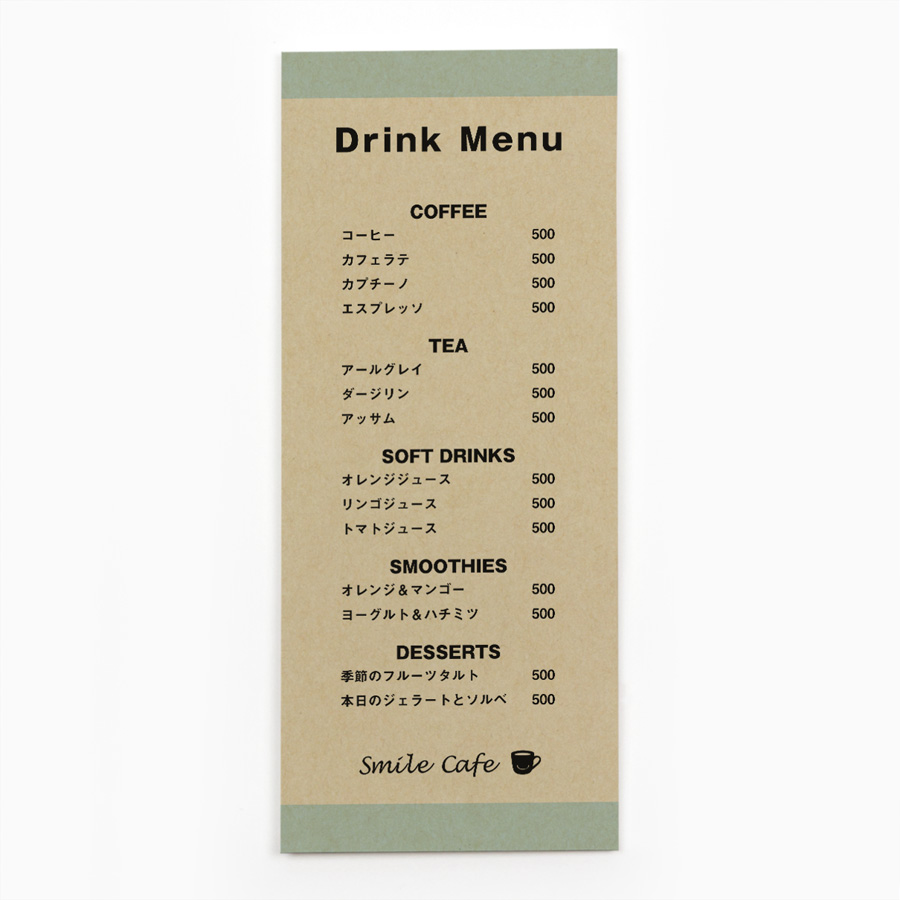 Drink Menu
COFFEE
コーヒー 500
カフェラテ 500
カプチーノ 500
エスプレッソ 500
TEA
アールグレイ 500
ダージリン 500
アッサム 500
SOFT DRINKS
オレンジジュース 500
リンゴジュース 500
トマトジュース 500
SMOOTHIES
オレンジ&マンゴー 500
ヨーグルト&ハチミツ 500
DESSERTS
季節のフルーツタルト 500
本日のジェラートとソルベ 500
Smile Cafe